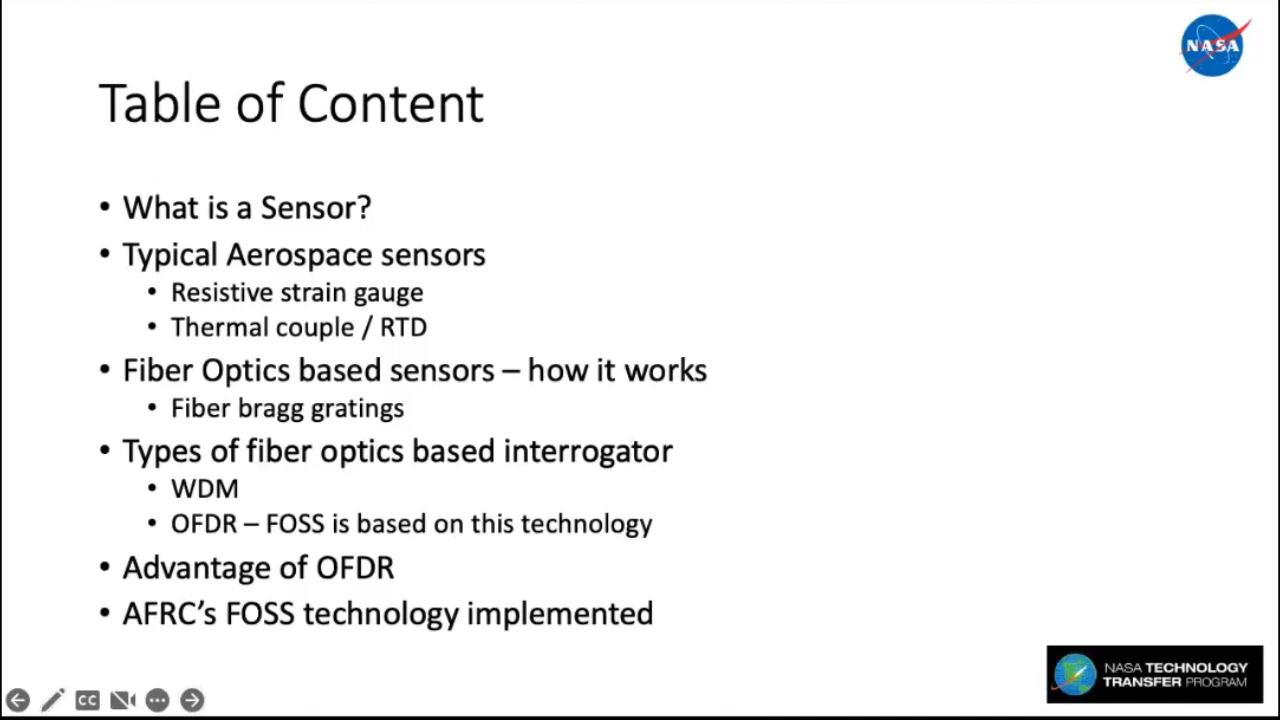 NASA
Table of Content
• What is a Sensor?
• Typical Aerospace sensors
• Resistive strain gauge
• Thermal couple / RTD
• Fiber Optics based sensors – how it works
• Fiber bragg gratings
• Types of fiber optics based interrogator
• WDM
• OFDR – FOSS is based on this technology
• Advantage of OFDR
• AFRC’s FOSS technology implemented
NASA TECHNOLOGY
TRANSFER PROGRAM
CC